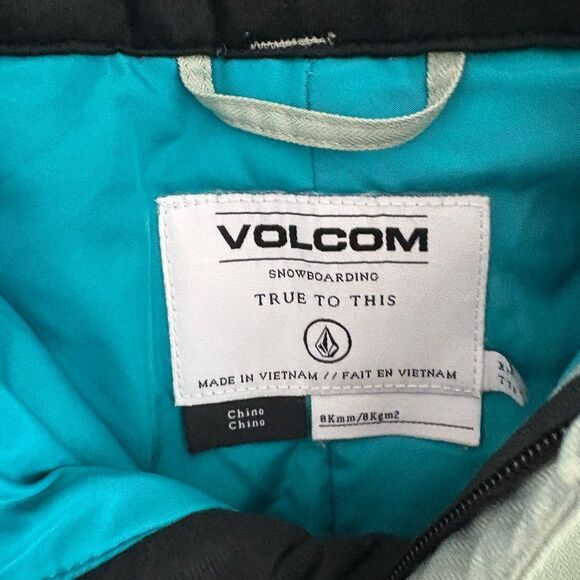 VOLCOM
SNOWBOARDING
TRUE TO THIS
MADE IN VIETNAM // FAIT EN VIETNAM
Chino
Chino
8Kmm/8Kgm2